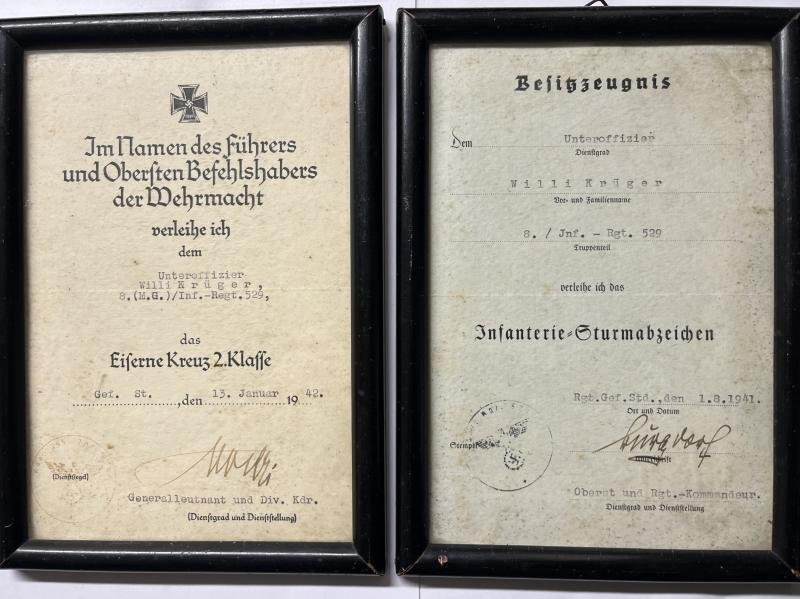 Im Namen des Führers
und Obersten Befehlshabers
der Wehrmacht
verleihe ich
dem
Unteroffizier
Willi Krüger,
8.(M.G.)/Inf.-Regt.529,
das
Eiserne Kreuz 2.Klasse
Gef. St. ,den 13. Januar 19 42.
(Dienstsiegel)
Generalleutnant und Div. Kdr.
(Dienstgrad und Dienststellung)
Besitzzeugnis
Dem Unteroffizier
Dienstgrad
Willi Krüger
Vor- und Familienname
8. / Jnf. - Rgt. 529
Truppenteil
verleihe ich das
Infanterie-Sturmabzeichen
Rgt.Gef.Std.,den 1.8.1941.
Ort und Datum
Stempel
Burgdorf
Oberst und Rgt.-Kommandeur.
Dienstgrad und Dienststellung